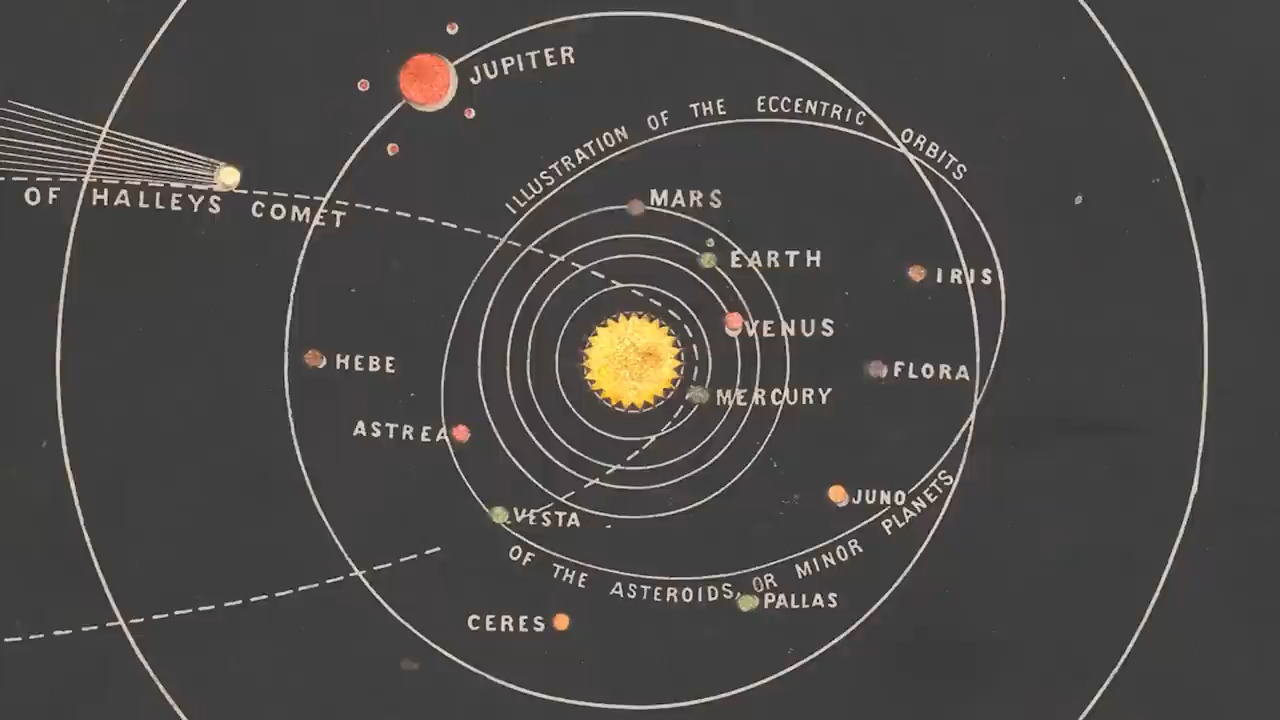 JUPITER
ILLUSTRATION OF THE ECCENTRIC ORBITS
OF HALLEYS COMET
MARS
EARTH
IRIS
VENUS
HEBE
FLORA
MERCURY
ASTREA
JUNO
VESTA
OF THE ASTEROIDS, OR MINOR PLANETS
PALLAS
CERES